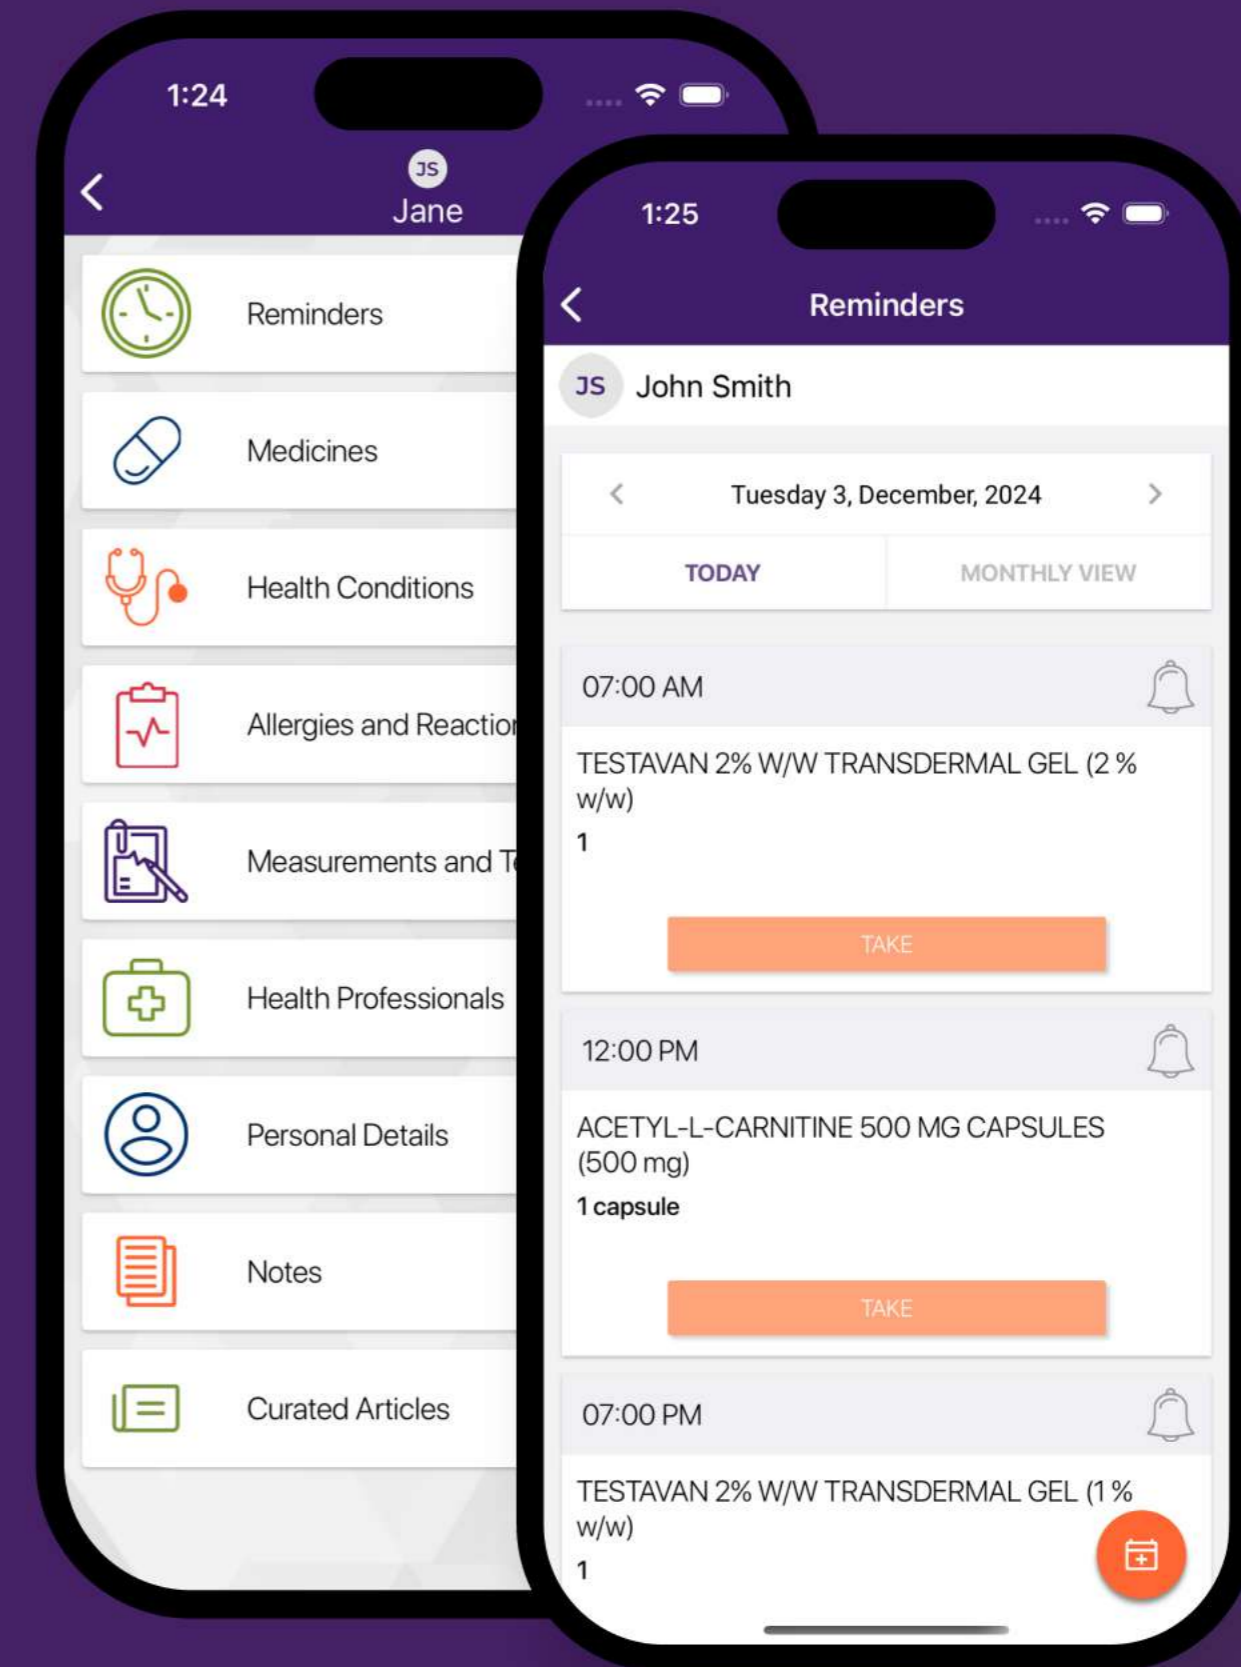 1:24
JS
Jane
Reminders
Medicines
Health Conditions
Allergies and
Measurements and
Health Professionals
Personal Details
Notes
Curated Articles
1:25
Reminders
JS John Smith
Tuesday 3, December, 2024
TODAY MONTHLY VIEW
07:00 AM
TESTAVAN 2% W/W TRANSDERMAL GEL (2 %
w/w)
1
TAKE
12:00 PM
ACETYL-L-CARNITINE 500 MG CAPSULES
(500 mg)
1 capsule
TAKE
07:00 PM
TESTAVAN 2% W/W TRANSDERMAL GEL (1 %
w/w)
1